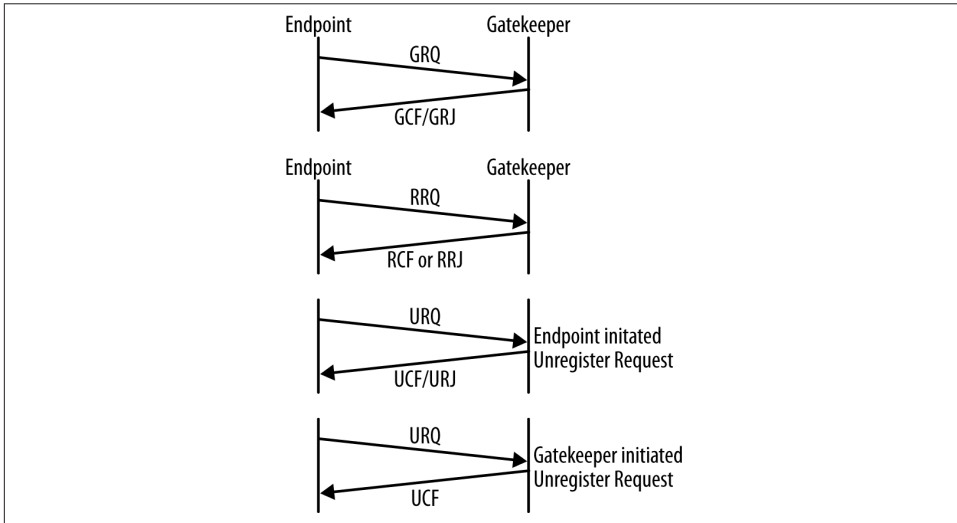 Endpoint Gatekeeper
GRQ
GCF/GRJ
Endpoint Gatekeeper
RRQ
RCF or RRJ
URQ
Endpoint initated
Unregister Request
UCF/URJ
URQ
Gatekeeper initiated
Unregister Request
UCF